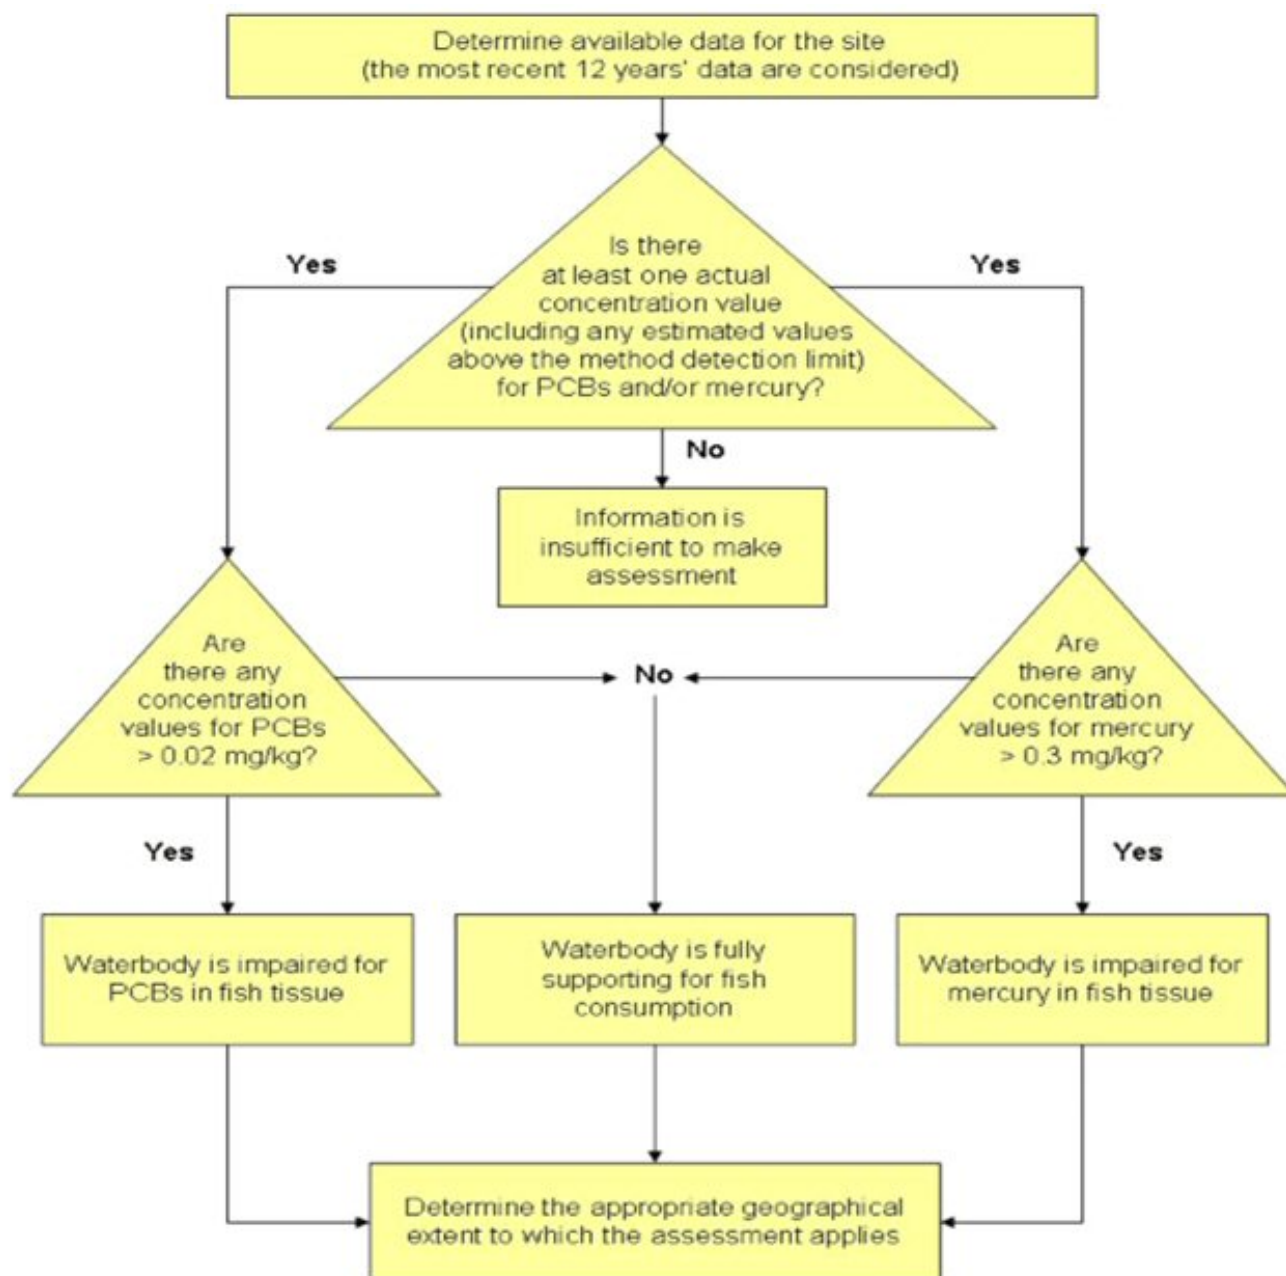 Determine available data for the site
(the most recent 12 years' data are considered)
Yes
Is there
at least one actual
concentration value
(including any estimated values
above the method detection limit)
for PCBs and/or mercury?
Yes
No
Information is
insufficient to make
assessment
Are
there any
concentration
values for PCBs
> 0.02 mg/kg?
No
Are
there any
concentration
values for mercury
> 0.3 mg/kg?
Yes
Yes
Waterbody is impaired for
PCBs in fish tissue
Waterbody is fully
supporting for fish
consumption
Waterbody is impaired for
mercury in fish tissue
Determine the appropriate geographical
extent to which the assessment applies